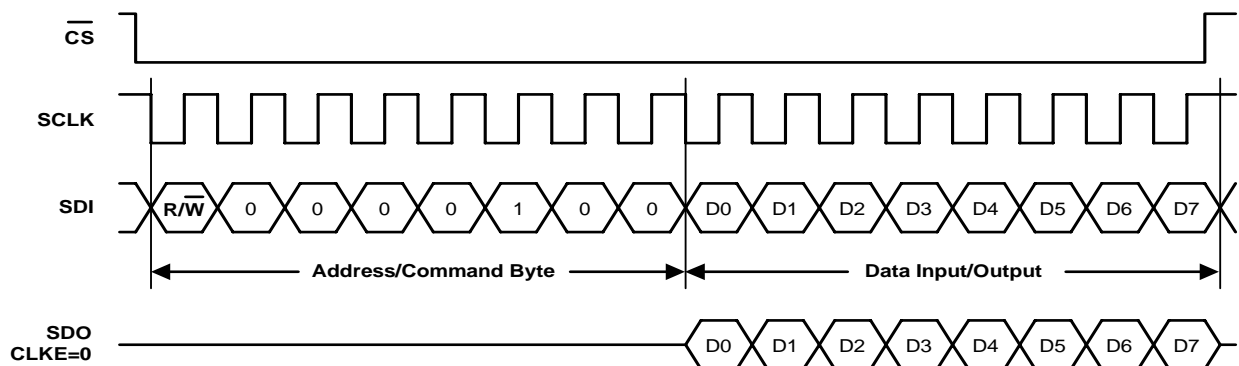 CS
SCLK
SDI R/W 0 0 0 0 1 0 0 D0 D1 D2 D3 D4 D5 D6 D7
Address/Command Byte Data Input/Output
SDO
CLKE=0 D0 D1 D2 D3 D4 D5 D6 D7